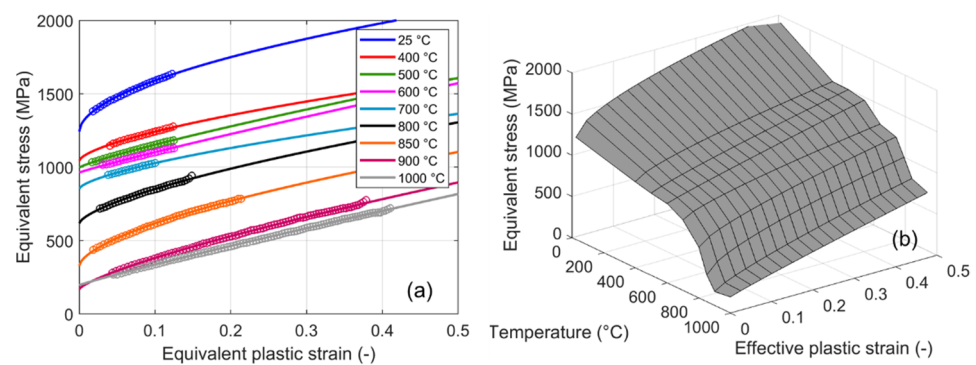 2000
1500
1000
500
0
Equivalent stress (MPa)
25 °C
400 °C
500 °C
600 °C
700 °C
800 °C
850 °C
900 °C
1000 °C
(a)
0 0.1 0.2 0.3 0.4 0.5
Equivalent plastic strain (-)
2000
1500
1000
500
0
Equivalent stress (MPa)
(b)
0
200
400
600
800
1000
Temperature (°C)
0 0.1 0.2 0.3 0.4 0.5
Effective plastic strain (-)